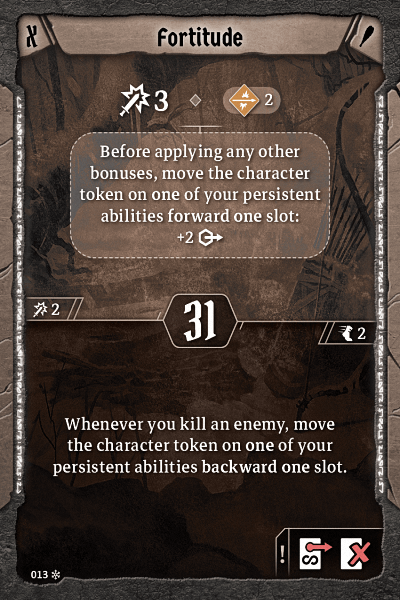 X
Fortitude
3
2
Before applying any other
bonuses, move the character
token on one of your persistent
abilities forward one slot:
+2
2
31
2
Whenever you kill an enemy, move
the character token on one of your
persistent abilities backward one slot.
!
013